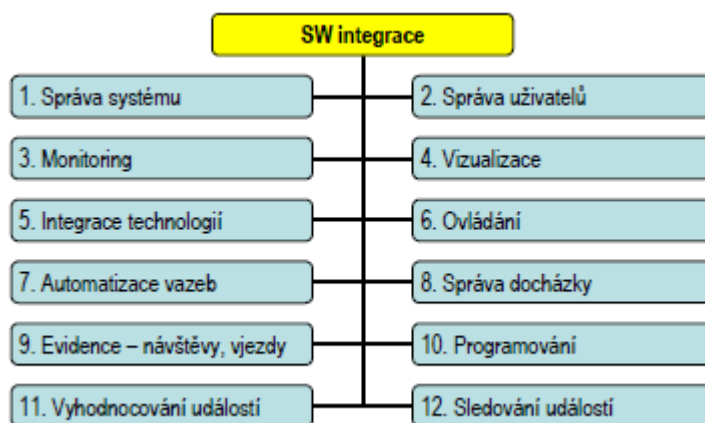 SW integrace
1. Správa systému
2. Správa uživatelů
3. Monitoring
4. Vizualizace
5. Integrace technologií
6. Ovládání
7. Automatizace vazeb
8. Správa docházky
9. Evidence – návštěvy, vjezdy
10. Programování
11. Vyhodnocování událostí
12. Sledování událostí